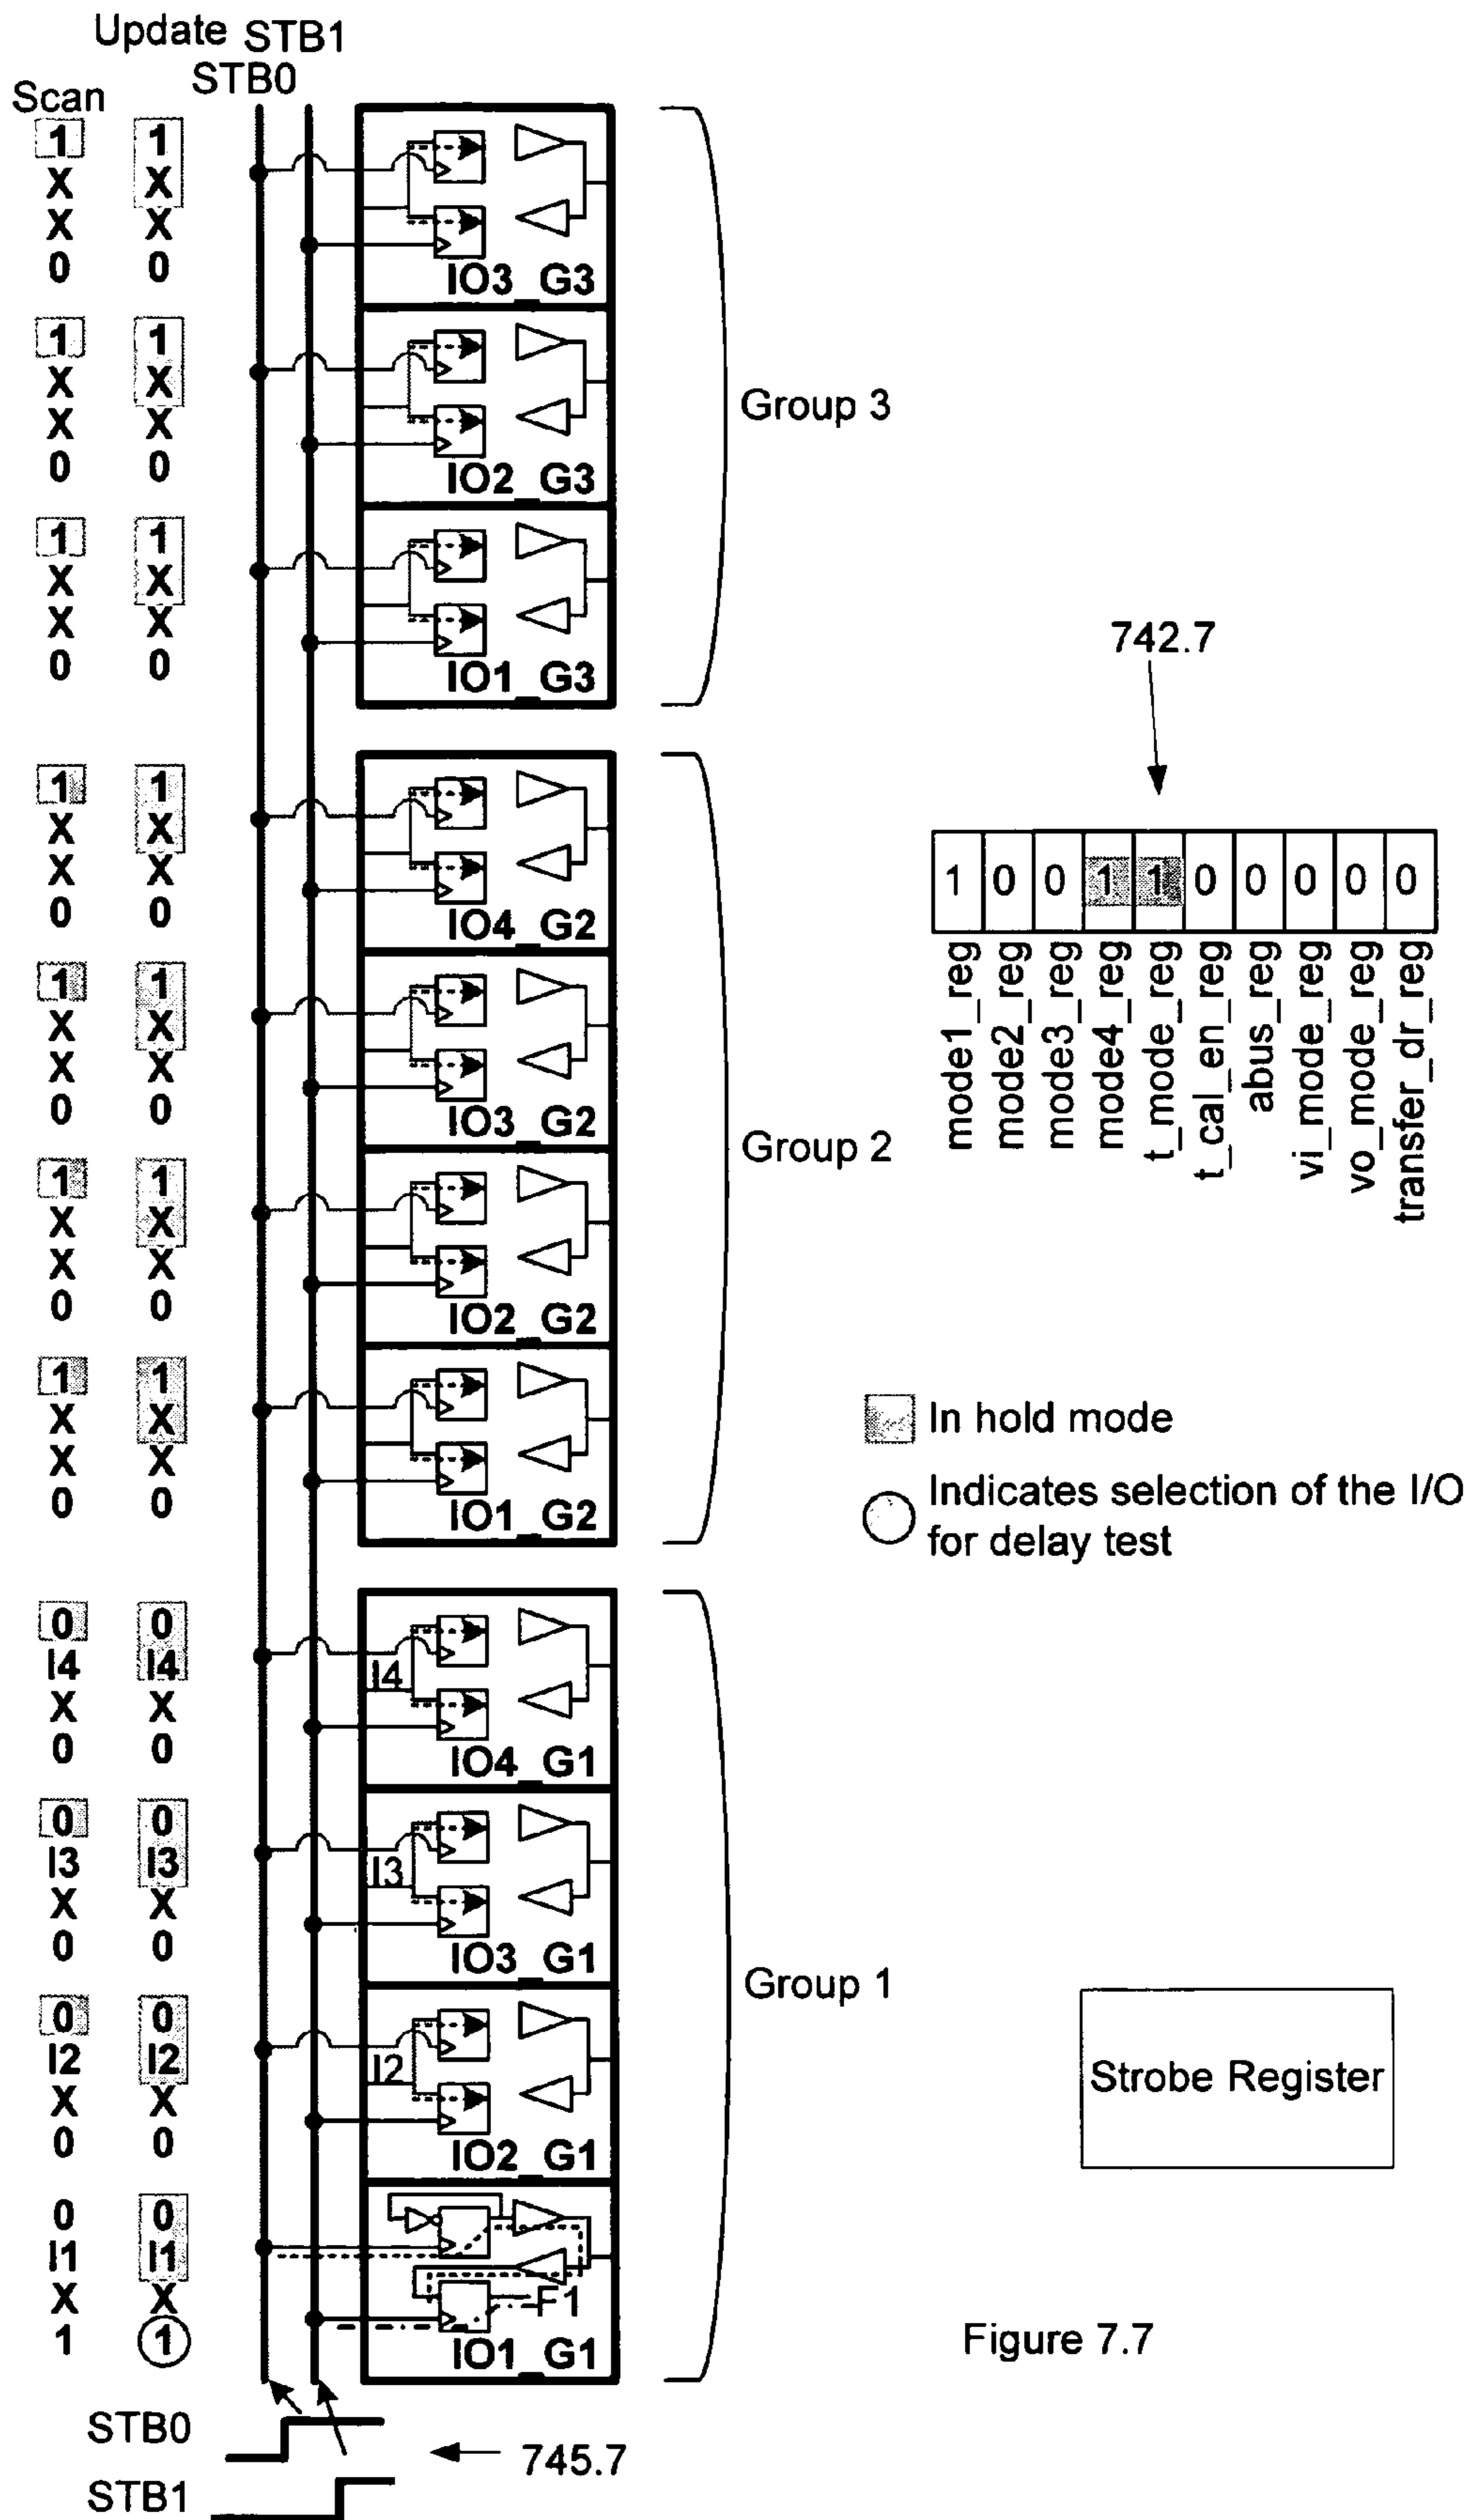 Update STB1
STB0
Scan
1 1
X X
X X
0 0
IO3_G3
1 1
X X
X X
0 0
IO2_G3
1 1
X X
X X
0 0
IO1_G3
Group 3
742.7
1 1
X X
X X
0 0
IO4_G2
1 1
X X
X X
0 0
IO3_G2
1 1
X X
X X
0 0
IO2_G2
1 1
X X
X X
0 0
IO1_G2
Group 2
1 0 0 1 1 0 0 0 0 0
mode1_reg
mode2_reg
mode3_reg
mode4_reg
t_mode_reg
t_cal_en_reg
abus_reg
vi_mode_reg
vo_mode_reg
transfer_dr_reg
In hold mode
Indicates selection of the I/O
for delay test
0 0
I4 I4 I4
X X
0 0
IO4_G1
0 0
I3 I3 I3
X X
0 0
IO3_G1
0 0
I2 I2 I2
X X
0 0
IO2_G1
0 0
I1 I1
X X
F1
1 1
IO1_G1
Group 1
Strobe Register
Figure 7.7
STB0
745.7
STB1